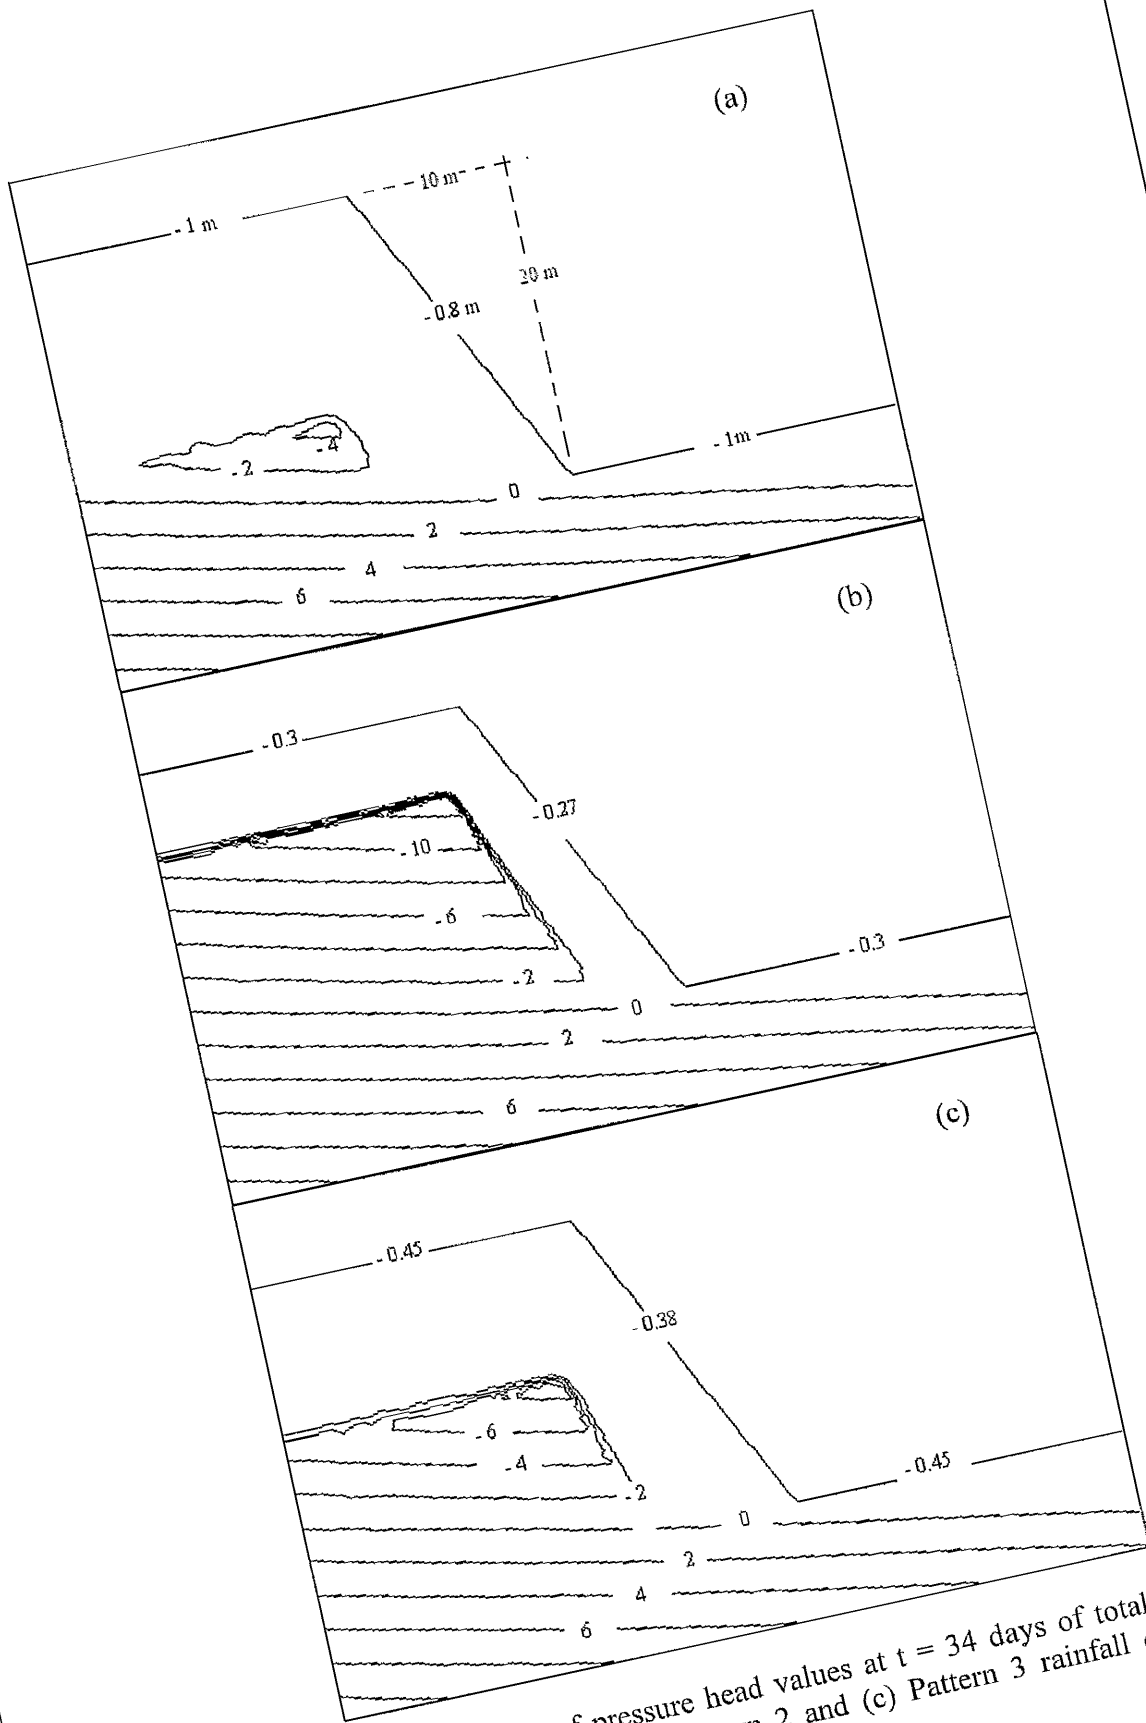 (a)
10 m
- 1 m
20 m
- 0.8 m
- 4
- 1m
- 2
0
2
4
6
(b)
- 0.3
- 0.27
- 10
- 6
- 0.3
- 2
0
2
6
(c)
- 0.45
- 0.38
- 6
- 0.45
- 4
- 2
0
2
4
6
pressure head values at t = 34 days of total
2 and (c) Pattern 3 rainfall